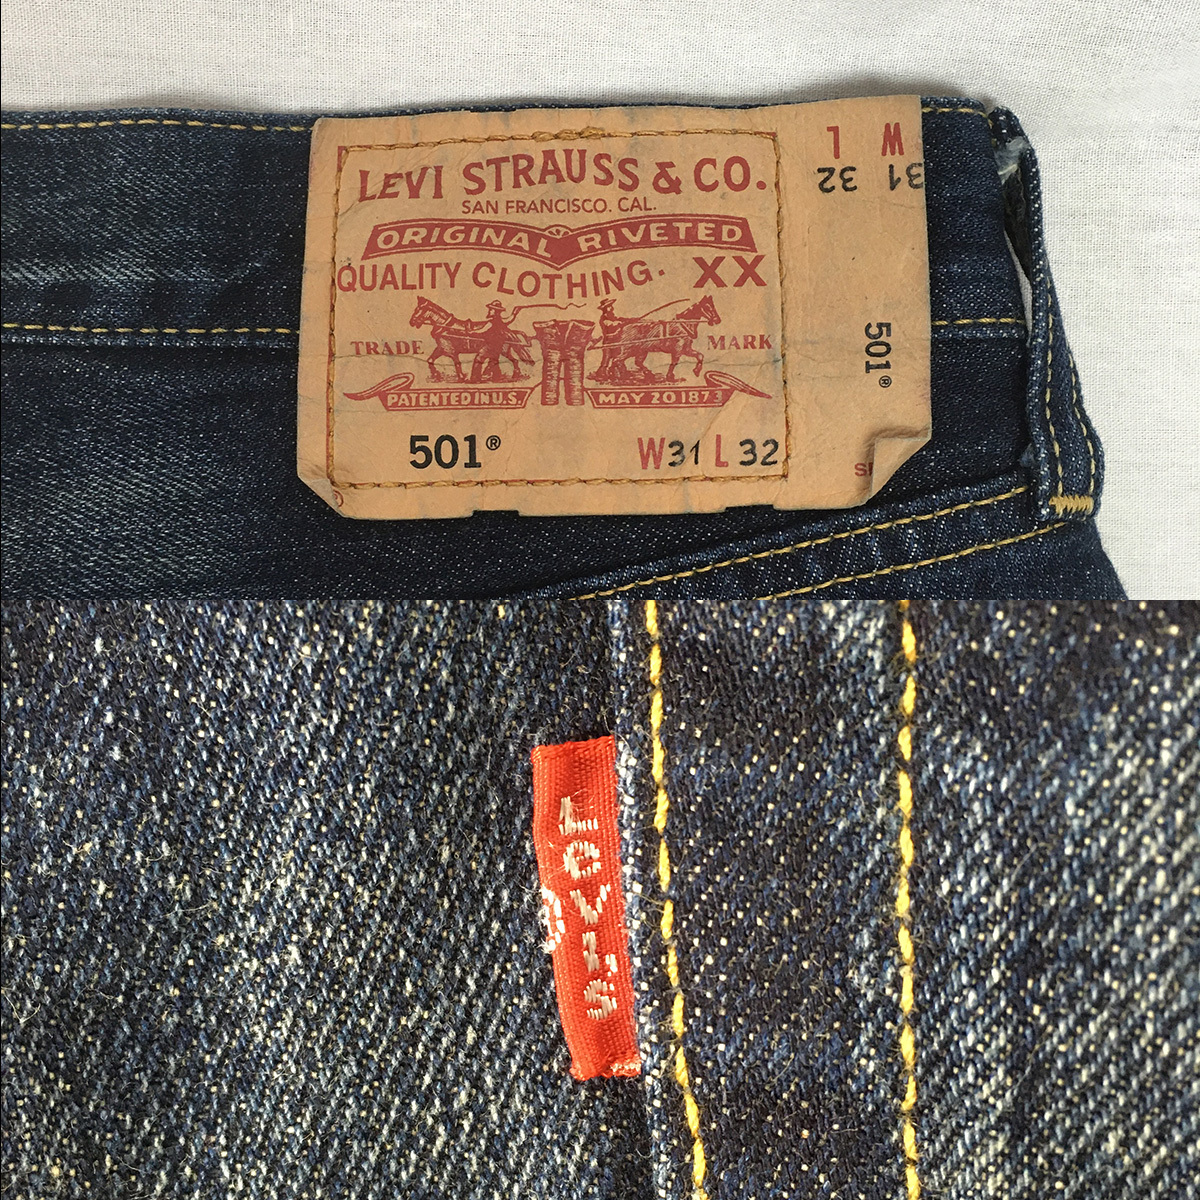 LEVI STRAUSS & CO.
SAN FRANCISCO. CAL.
ORIGINAL RIVETED
QUALITY CLOTHING. XX
TRADE MARK
PATENTED IN U.S. MAY 20 1873
501® W31 L 32
W L
31 32
501®
LeVI'S